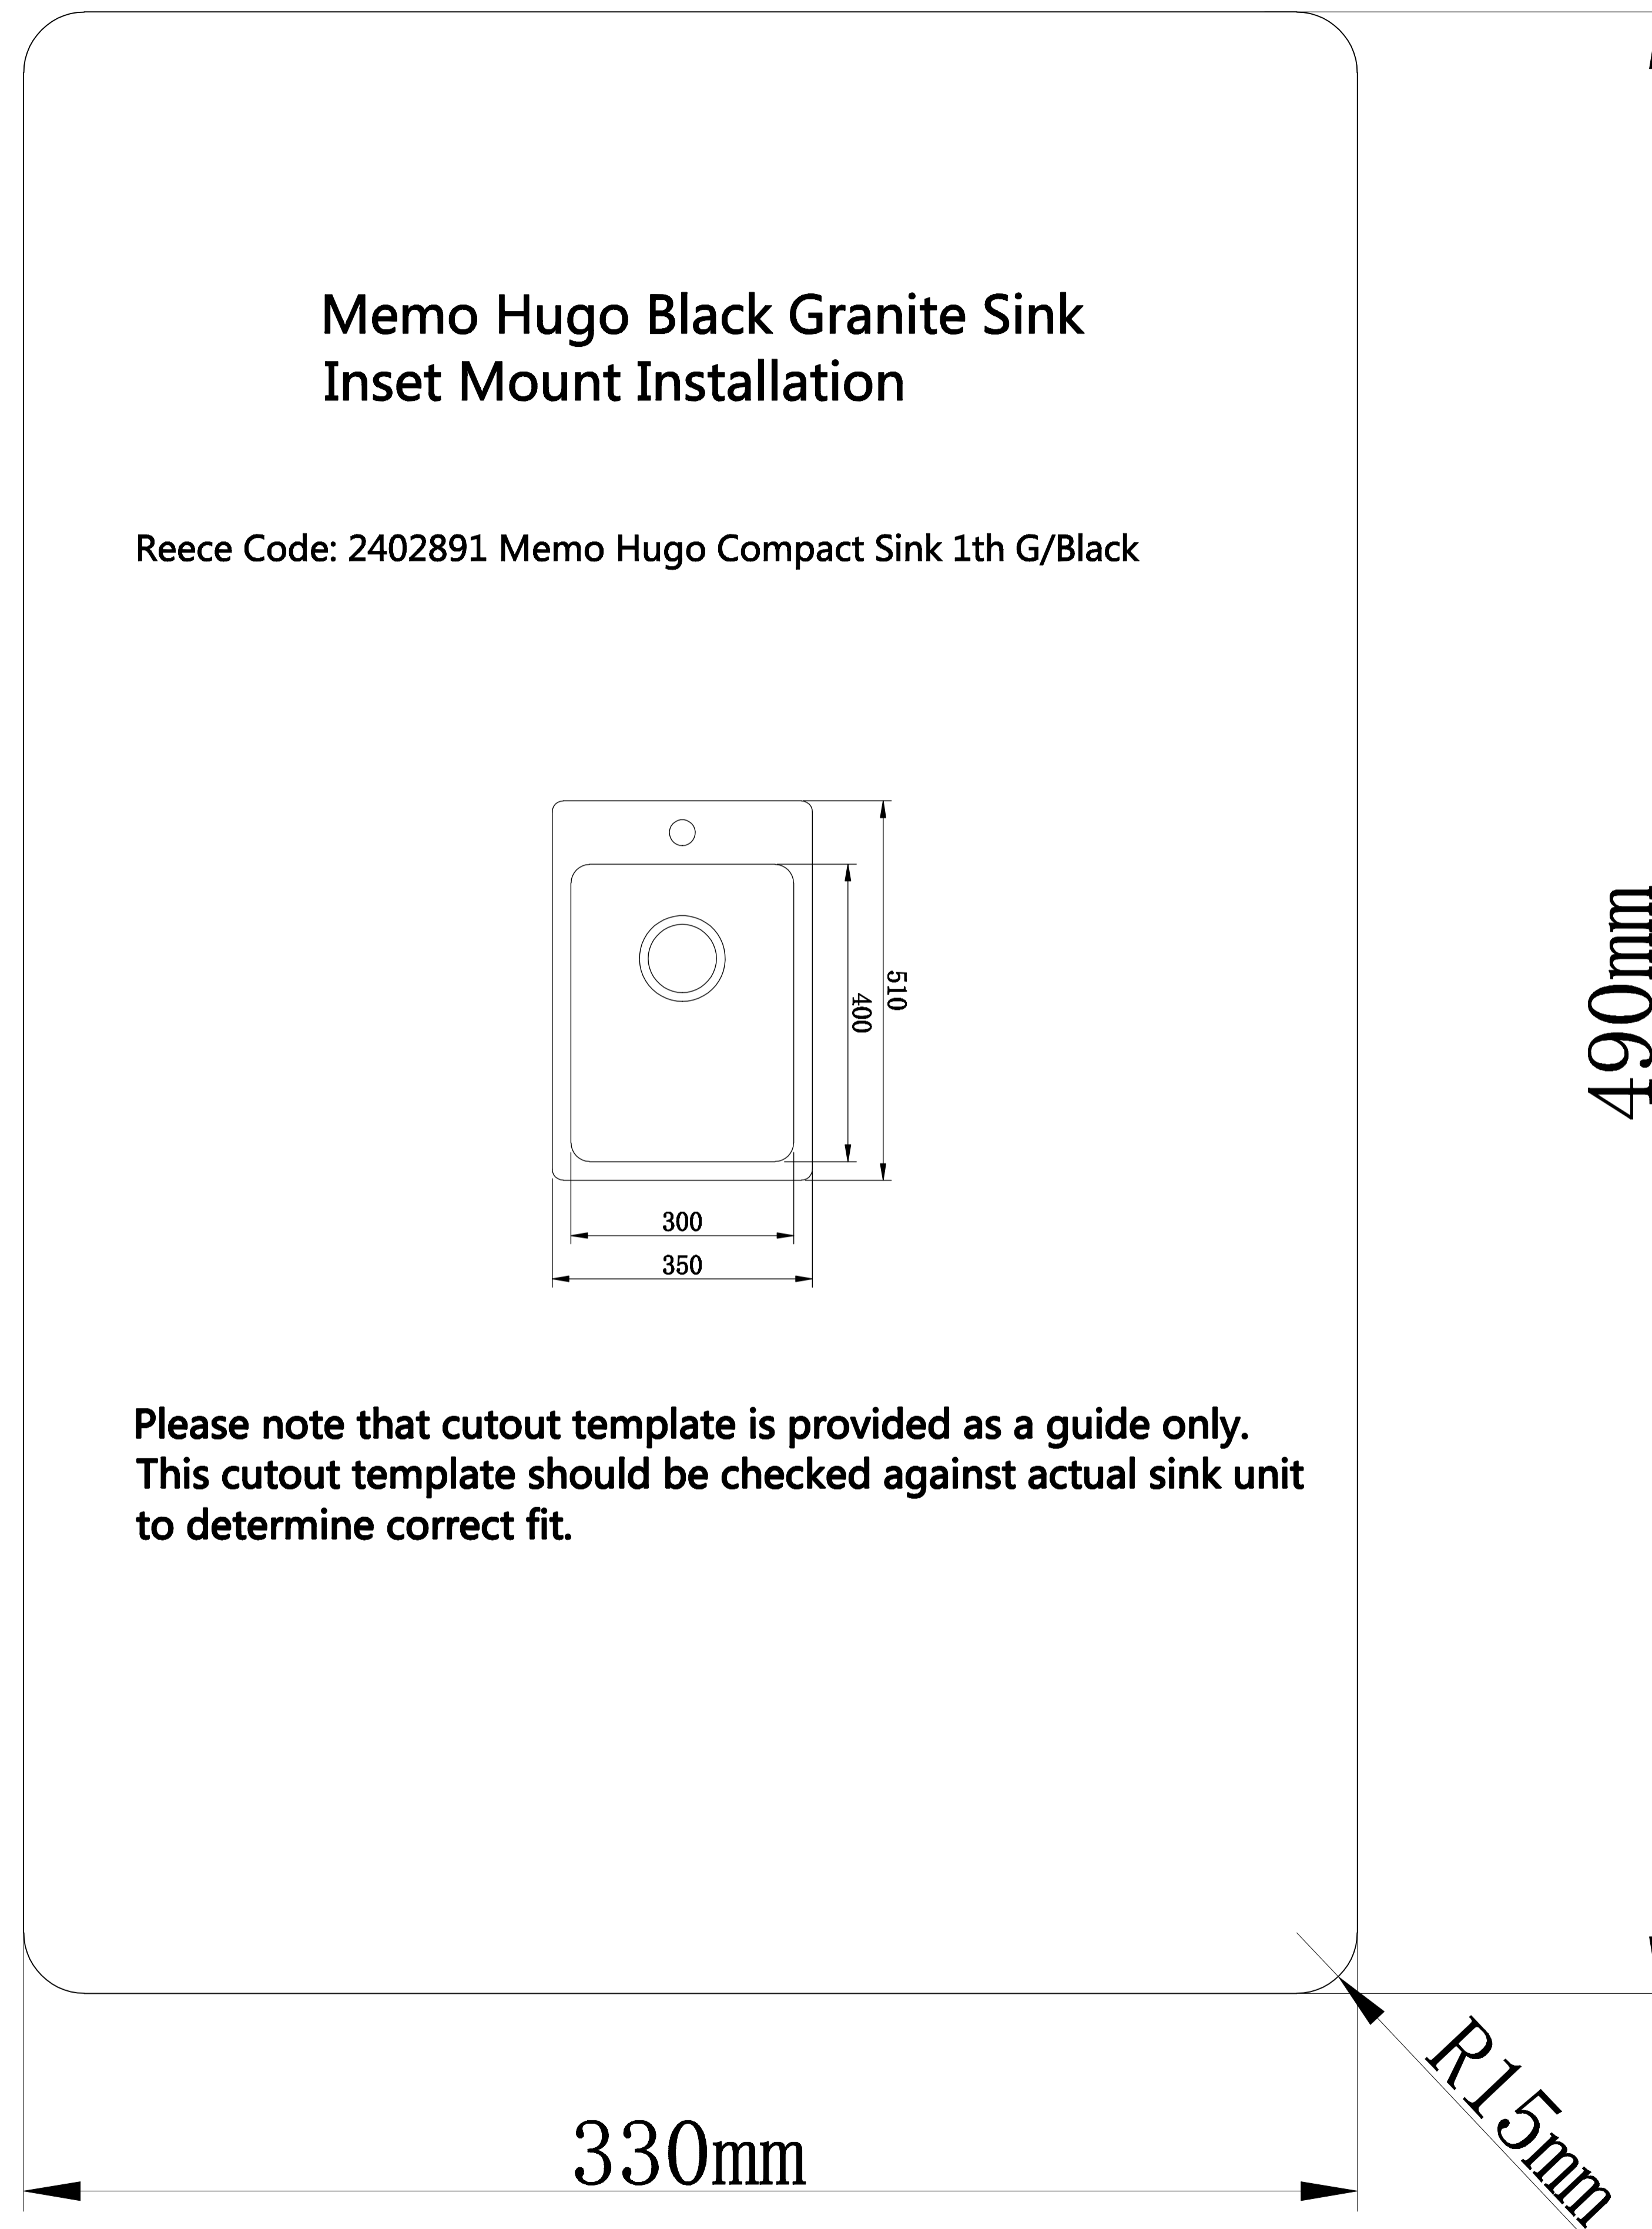 Memo Hugo Black Granite Sink
Inset Mount Installation
Reece Code: 2402891 Memo Hugo Compact Sink 1th G/Black
510
400
490mm
300
350
Please note that cutout template is provided as a guide only.
This cutout template should be checked against actual sink unit
to determine correct fit.
R15mm
330mm